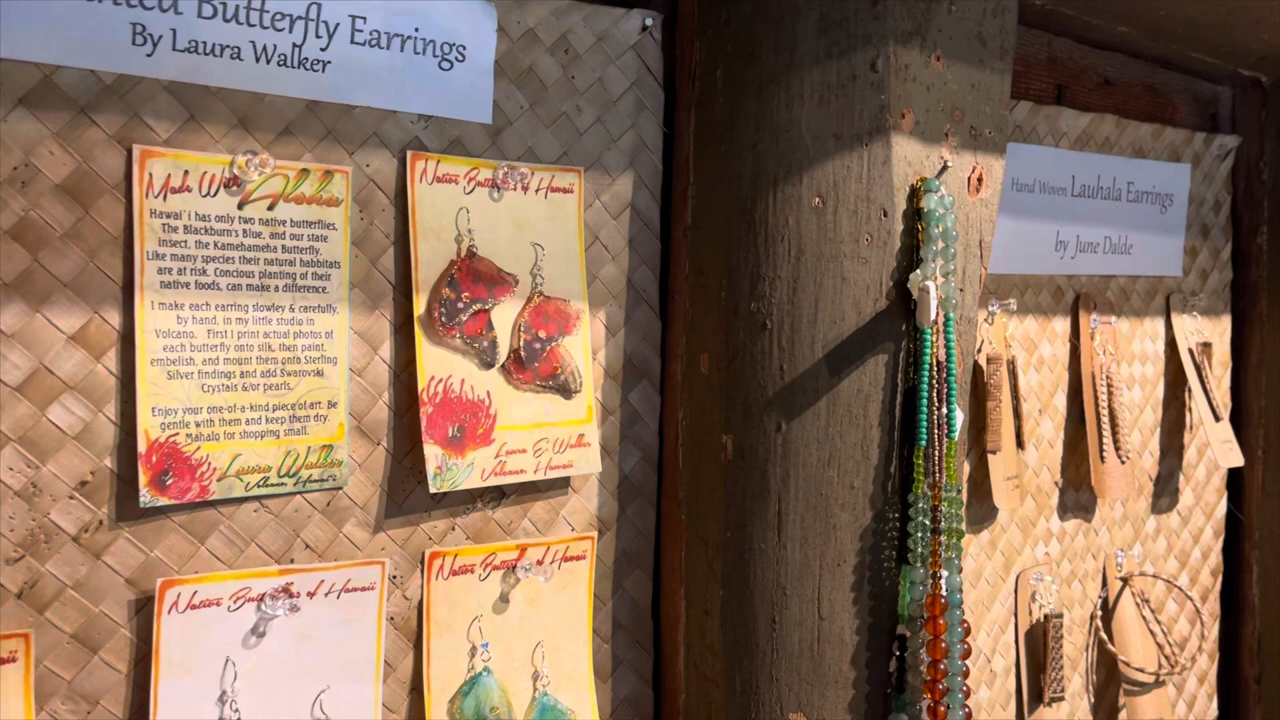 Butterfly Earrings
By Laura Walker
Made With Aloha
Hawai`i has only two native butterflies,
The Blackburn's Blue, and our state
Insect, the Kamehameha Butterfly.
Like many species their natural habbitats
are at risk. Concious planting of their
native foods, can make a difference.
I make each earring slowley & carefully,
by hand, in my little studio in
Volcano. First I print actual photos of
each butterfly onto silk, then paint,
embelish, and mount them onto Sterling
Silver findings and add Swarovski
Crystals &/or pearls.
Enjoy your one-of-a-kind piece of art. Be
gentle with them and keep them dry.
Mahalo for shopping small.
Laura Walker
Volcano, Hawai'i
Native of Hawaii
Laura E. Walker
Volcano, Hawaii
Native of Hawaii
Native of Hawaii
Hand Woven Lauhala Earrings
by June Dalde